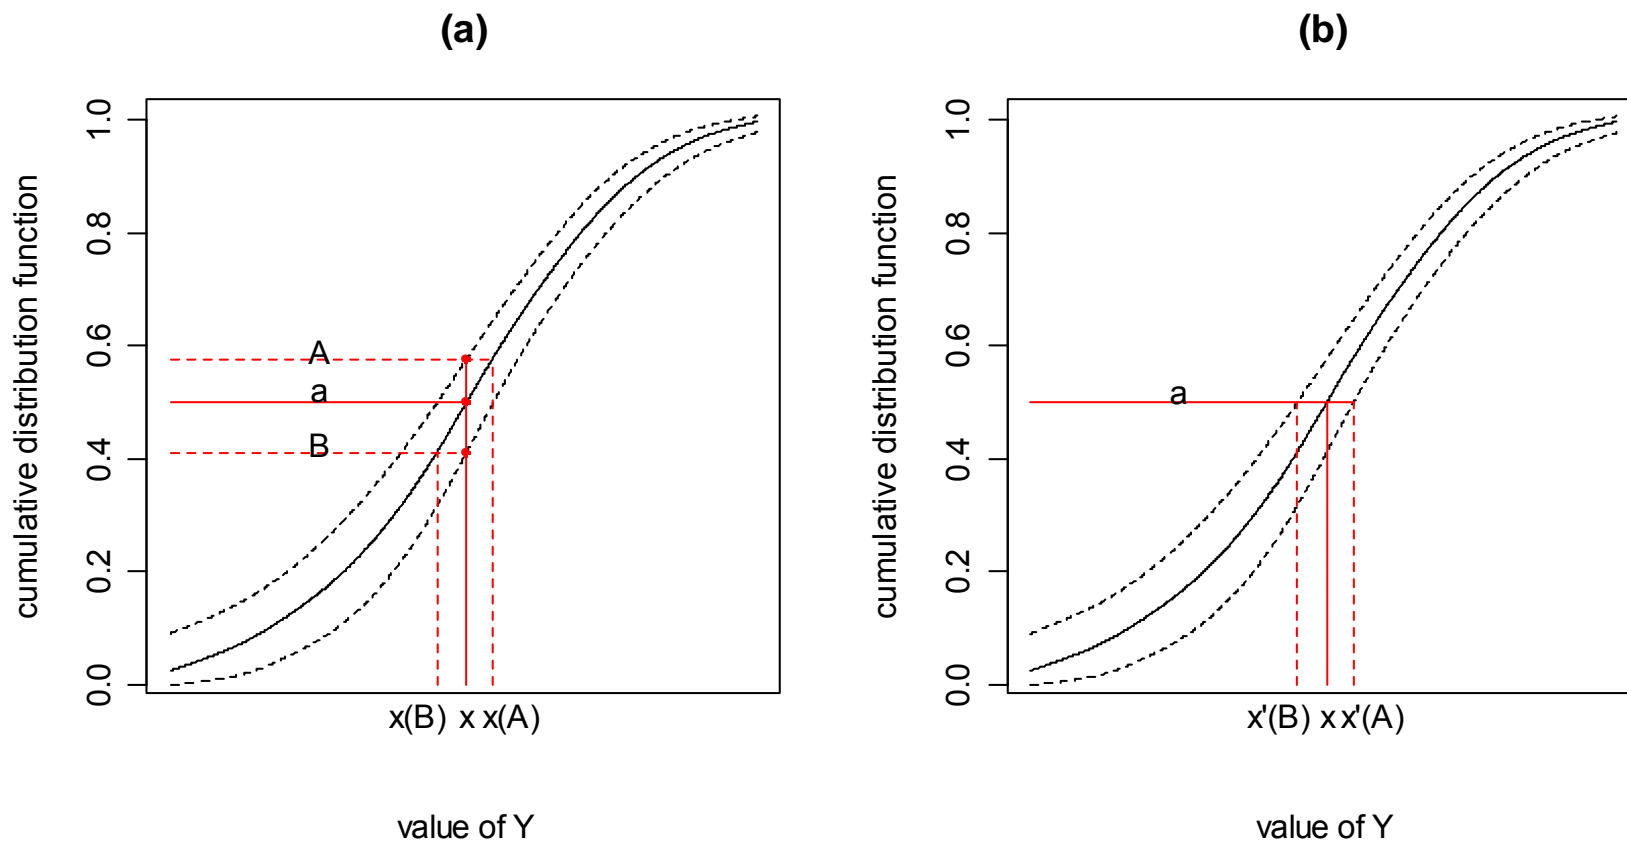 (a)
cumulative distribution function
1.0
0.8
0.6
0.4
0.2
0.0
A
a
B
x(B) x x(A)
value of Y
(b)
cumulative distribution function
1.0
0.8
0.6
0.4
0.2
0.0
a
x'(B) x x'(A)
value of Y